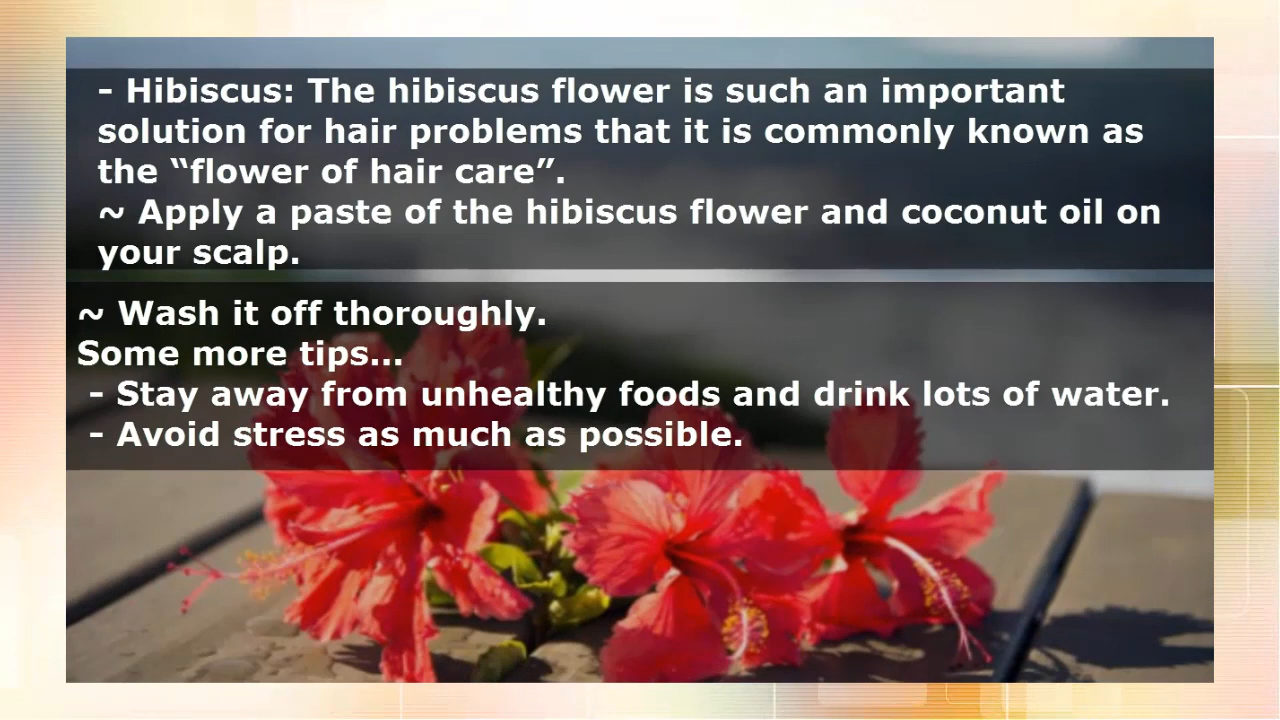 - Hibiscus: The hibiscus flower is such an important
solution for hair problems that it is commonly known as
the “flower of hair care”.
~ Apply a paste of the hibiscus flower and coconut oil on
your scalp.
~ Wash it off thoroughly.
Some more tips...
- Stay away from unhealthy foods and drink lots of water.
- Avoid stress as much as possible.